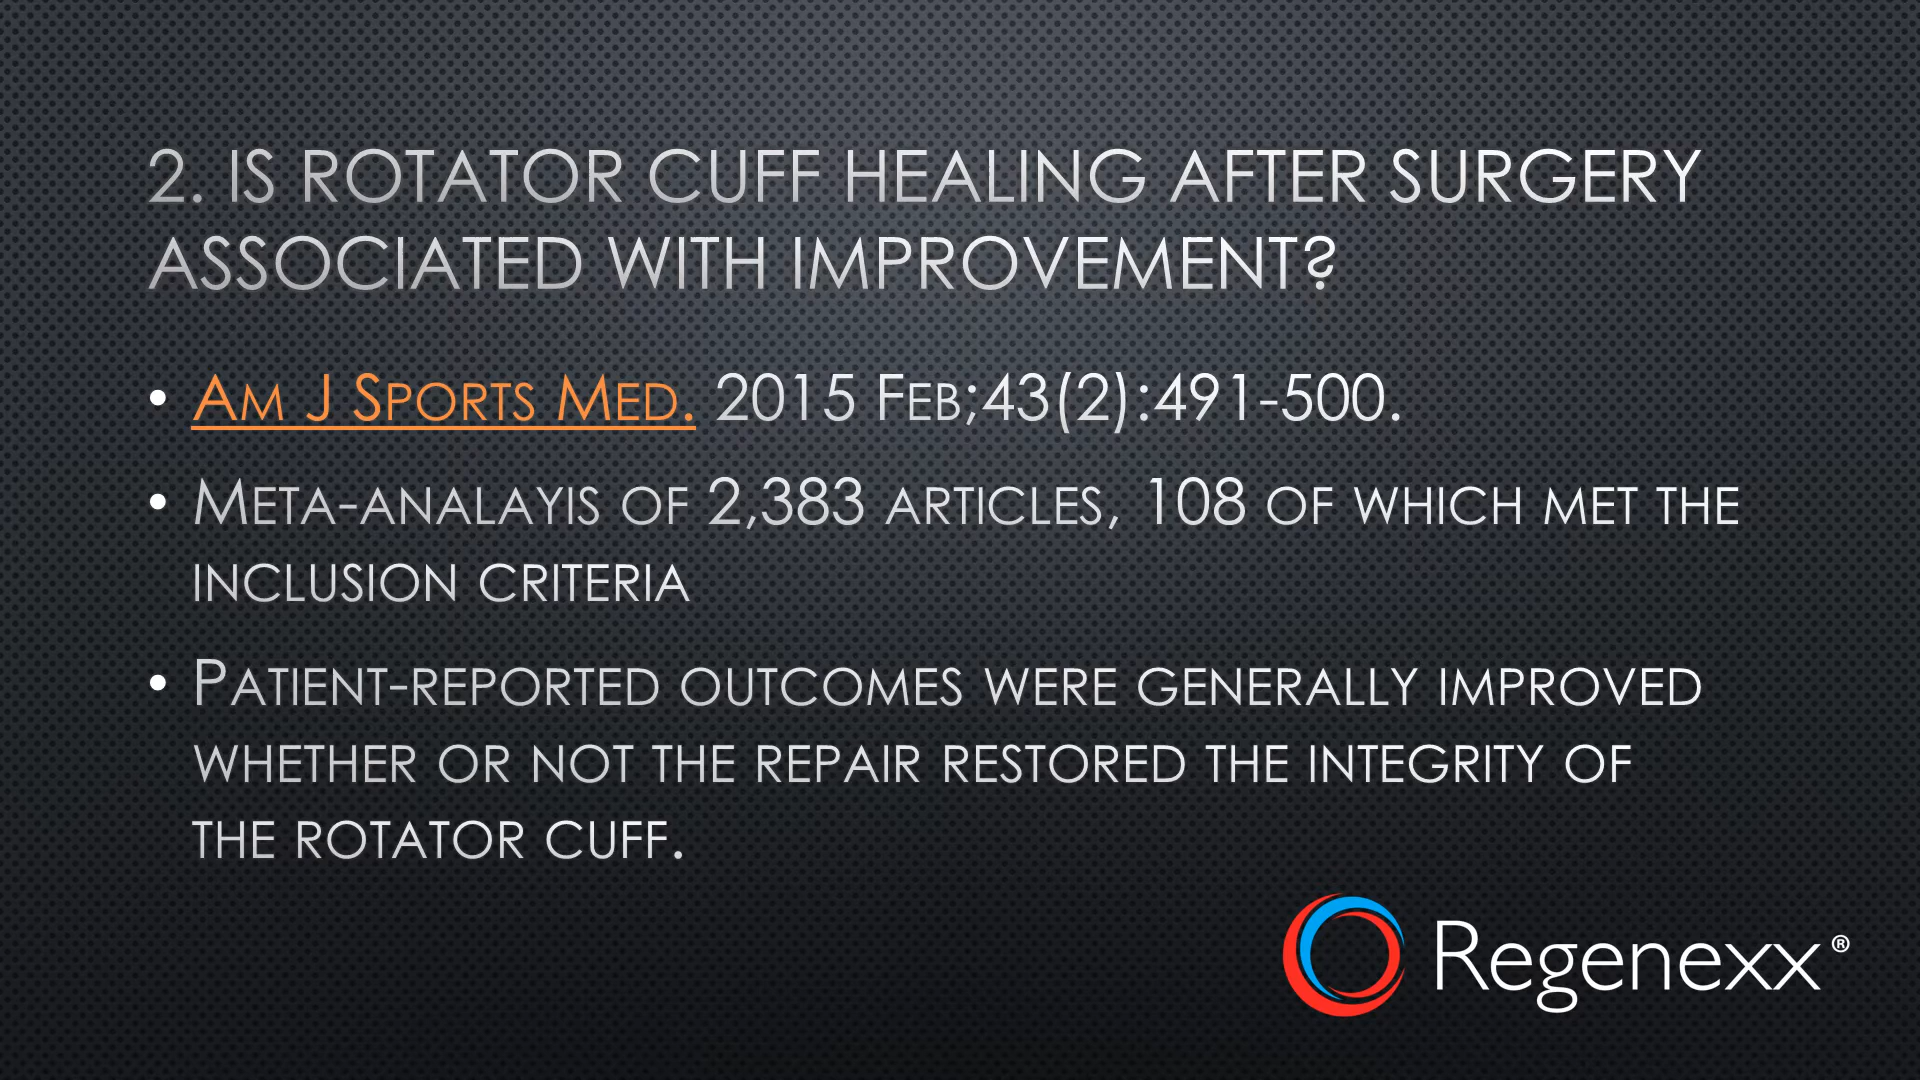 2. IS ROTATOR CUFF HEALING AFTER SURGERY
ASSOCIATED WITH IMPROVEMENT?
• AM J SPORTS MED. 2015 FEB;43(2):491-500.
• META-ANALAYIS OF 2,383 ARTICLES, 108 OF WHICH MET THE
INCLUSION CRITERIA
• PATIENT-REPORTED OUTCOMES WERE GENERALLY IMPROVED
WHETHER OR NOT THE REPAIR RESTORED THE INTEGRITY OF
THE ROTATOR CUFF.
Regenexx®